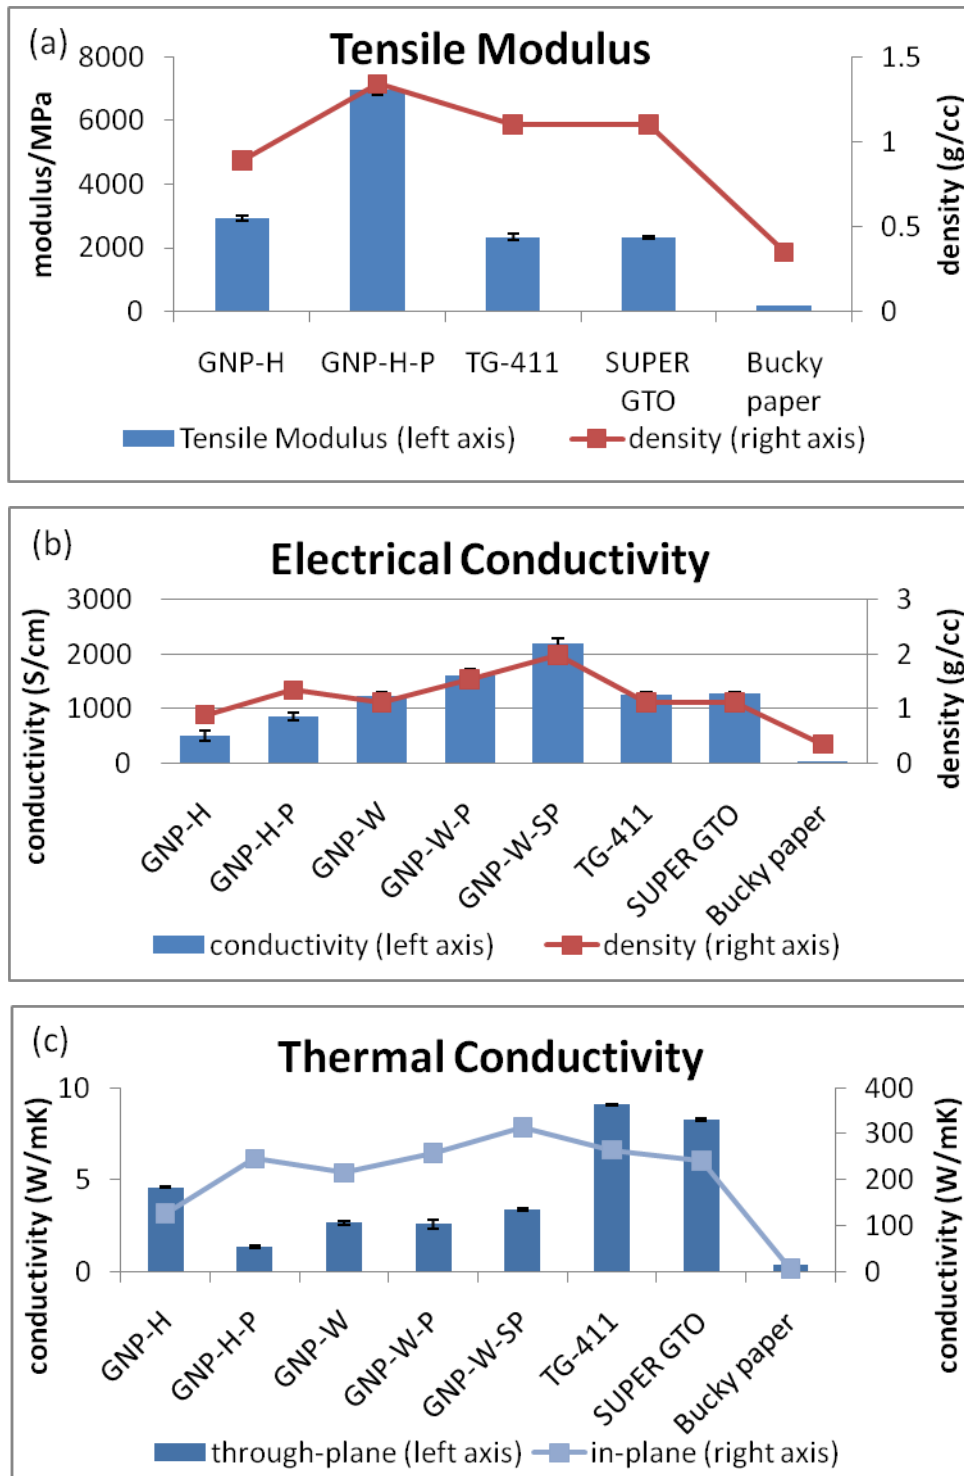 (a)
Tensile Modulus
modulus/MPa
8000
6000
4000
2000
0
1.5
1
0.5
0
density (g/cc)
GNP-H GNP-H-P TG-411 SUPER GTO Bucky paper
Tensile Modulus (left axis) density (right axis)
(b)
Electrical Conductivity
conductivity (S/cm)
3000
2000
1000
0
3
2
1
0
density (g/cc)
GNP-H GNP-H-P GNP-W GNP-W-P GNP-W-SP TG-411 SUPER GTO Bucky paper
conductivity (left axis) density (right axis)
(c)
Thermal Conductivity
conductivity (W/mK)
10
5
0
400
300
200
100
0
conductivity (W/mK)
GNP-H GNP-H-P GNP-W GNP-W-P GNP-W-SP TG-411 SUPER GTO Bucky paper
through-plane (left axis) in-plane (right axis)